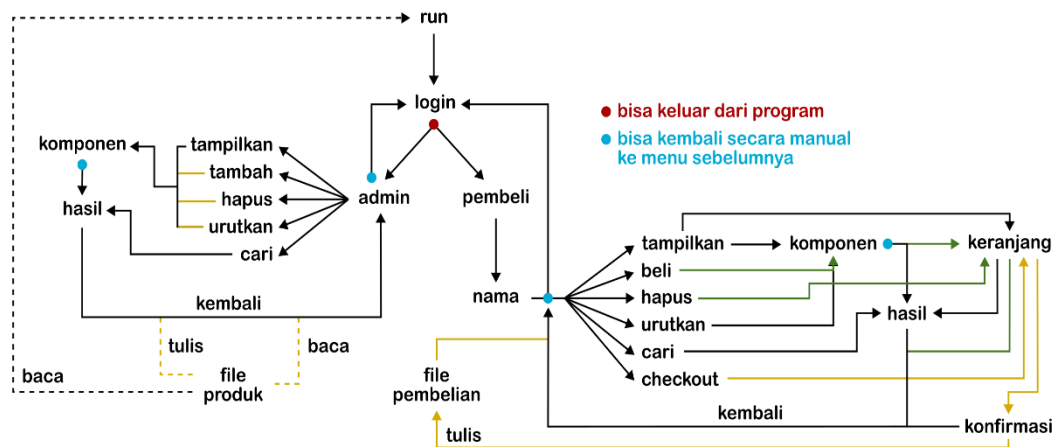 run
login
bisa keluar dari program
bisa kembali secara manual
ke menu sebelumnya
komponen
tampilkan
tambah
hapus
urutkan
cari
hasil
admin
pembeli
nama
kembali
tulis
baca
baca
file
produk
tampilkan
beli
hapus
urutkan
cari
checkout
komponen
keranjang
hasil
file
pembelian
kembali
konfirmasi
tulis